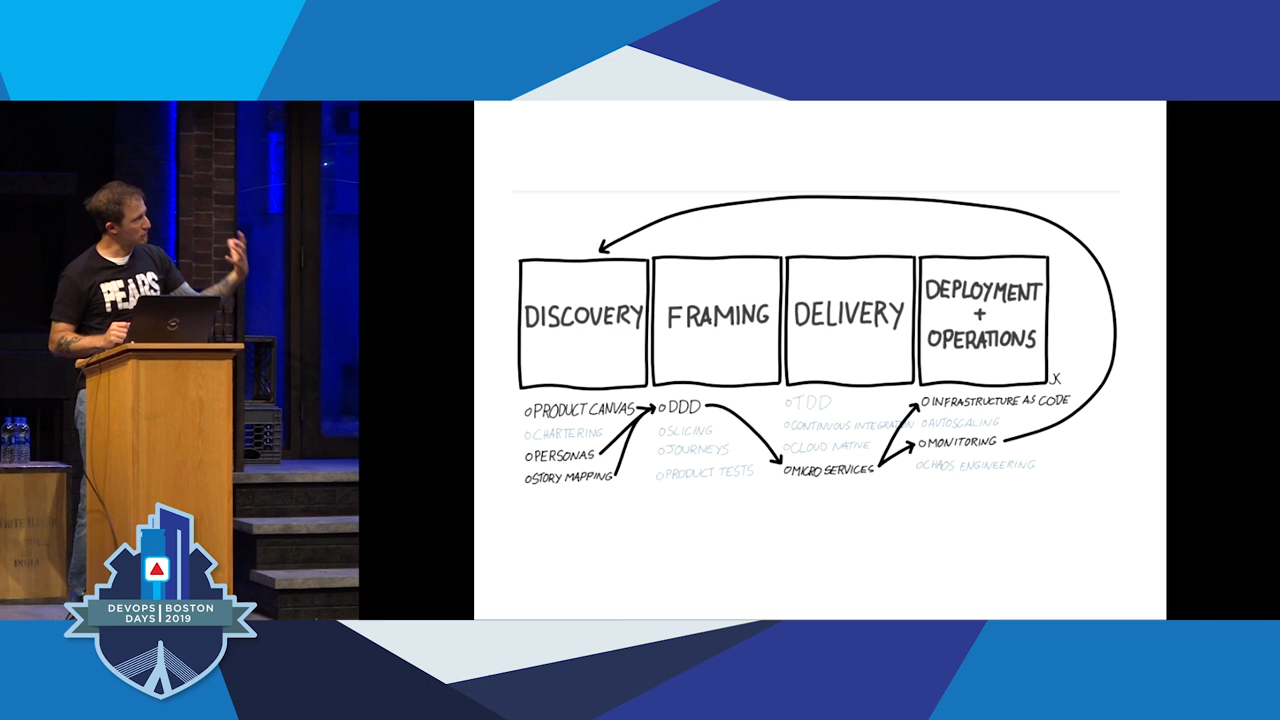 DISCOVERY
FRAMING
DELIVERY
DEPLOYMENT
+
OPERATIONS
O PRODUCT CANVAS
O CHARTERING
O PERSONAS
O STORY MAPPING
O DDD
O SLICING
O JOURNEYS
O PRODUCT TESTS
O TDD
O CONTINUOUS INTEGRATION
O CLOUD NATIVE
O MICRO SERVICES
O INFRASTRUCTURE AS CODE
O AUTOSCALING
O MONITORING
O CHAOS ENGINEERING
PEARS
DEVOPS BOSTON
DAYS 2019